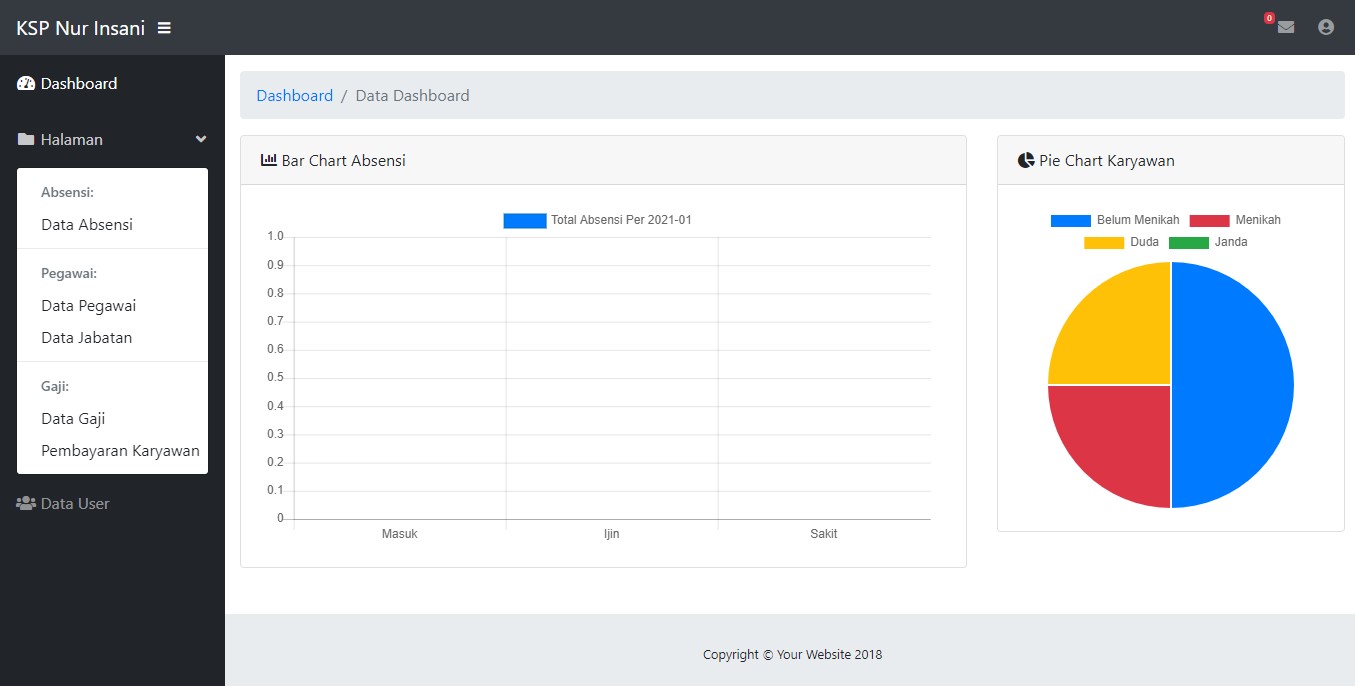 KSP Nur Insani
0
Dashboard
Halaman
Absensi:
Data Absensi
Pegawai:
Data Pegawai
Data Jabatan
Gaji:
Data Gaji
Pembayaran Karyawan
Data User
Dashboard / Data Dashboard
Bar Chart Absensi
Total Absensi Per 2021-01
1.0
0.9
0.8
0.7
0.6
0.5
0.4
0.3
0.2
0.1
0
Masuk Ijin Sakit
Pie Chart Karyawan
Belum Menikah Menikah
Duda Janda
Copyright © Your Website 2018